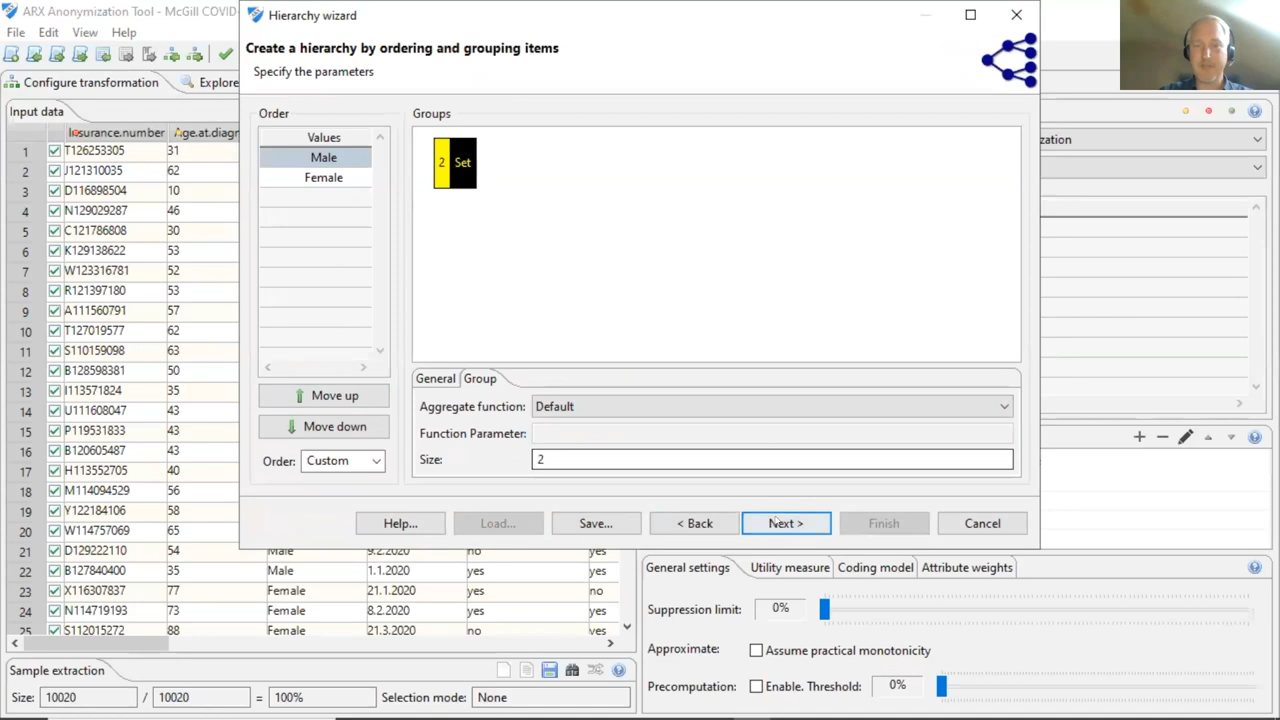 ARX Anonymization Tool - McGill COVID-
Hierarchy wizard
File Edit View Help
Create a hierarchy by ordering and grouping items
Specify the parameters
Configure transformation
Explore
Input data
Order
Groups
Insurance.number
Age.at.diagn
Values
Male
Female
2 Set
zation
1 T126253305 31
2 J121310035 62
3 D116898504 10
4 N129029287 46
5 C121786808 30
6 K129138622 53
7 W123316781 52
8 R121397180 53
9 A111560791 57
10 T127019577 62
11 S110159098 63
12 B128598381 50
13 I113571824 35
14 U111608047 43
15 P119531833 43
16 B120605487 43
17 H113552705 40
18 M114094529 56
19 Y122184106 58
20 W114757069 65
21 D129222110 54 Male 9.2.2020 no yes
22 B127840400 35 Male 1.1.2020 yes yes
23 X116307837 77 Female 21.1.2020 yes no
24 N114719193 73 Female 8.2.2020 yes yes
25 S112015272 88 Female 21.3.2020 no yes
Move up
Move down
Order: Custom
General Group
Aggregate function: Default
Function Parameter:
Size: 2
Help... Load... Save... < Back Next > Finish Cancel
General settings Utility measure Coding model Attribute weights
Suppression limit: 0%
Approximate: Assume practical monotonicity
Precomputation: Enable. Threshold: 0%
Sample extraction
Size: 10020 / 10020 = 100% Selection mode: None